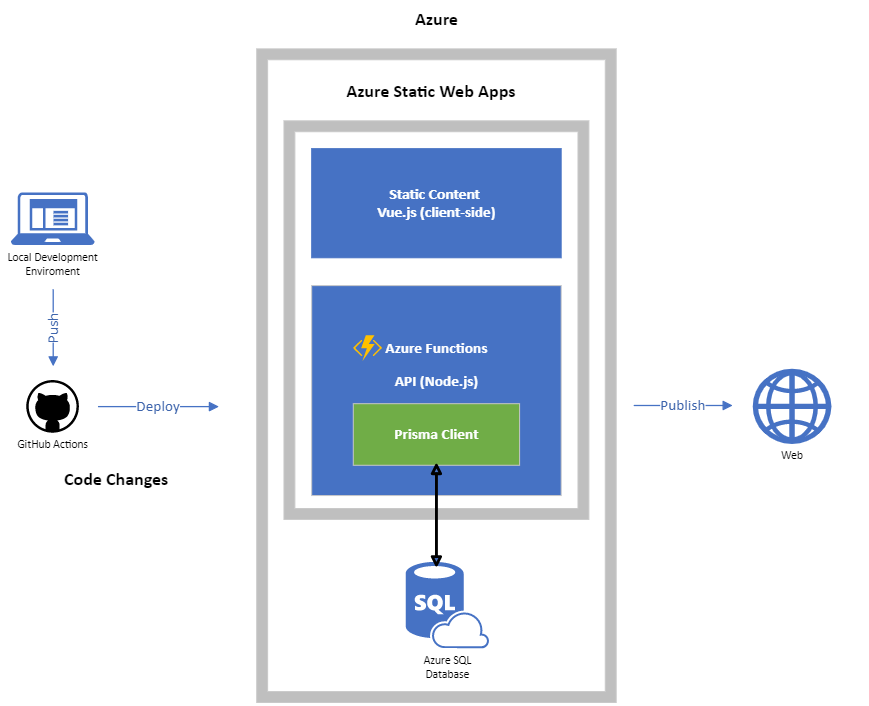 Azure
Azure Static Web Apps
Static Content
Vue.js (client-side)
Local Development
Enviroment
Push
Azure Functions
API (Node.js)
Prisma Client
GitHub Actions
Deploy
Publish
Web
Code Changes
SQL
Azure SQL
Database